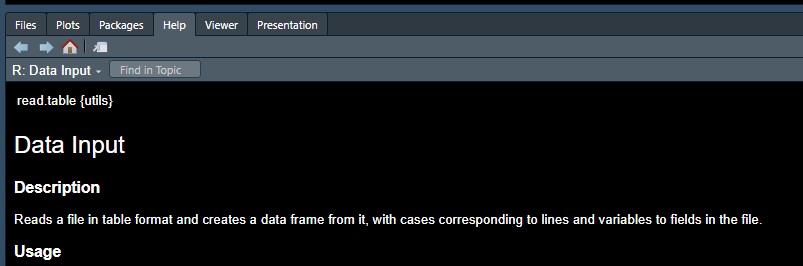 Files Plots Packages Help Viewer Presentation
R: Data Input Find in Topic
read.table {utils}
Data Input
Description
Reads a file in table format and creates a data frame from it, with cases corresponding to lines and variables to fields in the file.
Usage